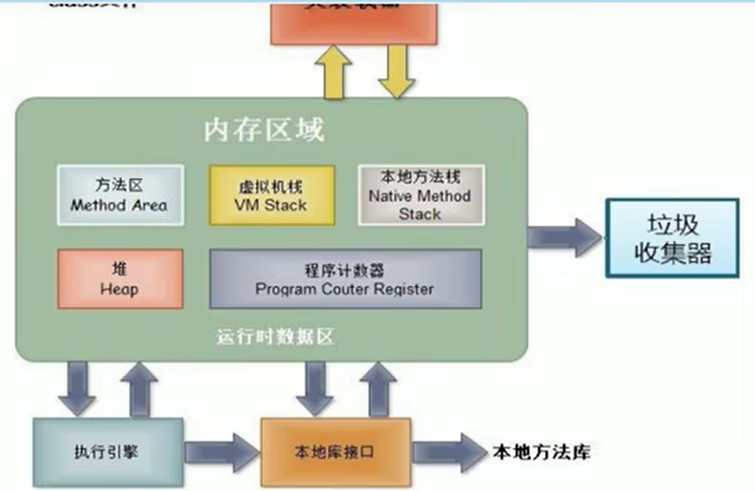 内存区域
方法区
Method Area
虚拟机栈
VM Stack
本地方法栈
Native Method
Stack
堆
Heap
程序计数器
Program Couter Register
运行时数据区
垃圾
收集器
执行引擎
本地库接口
本地方法库